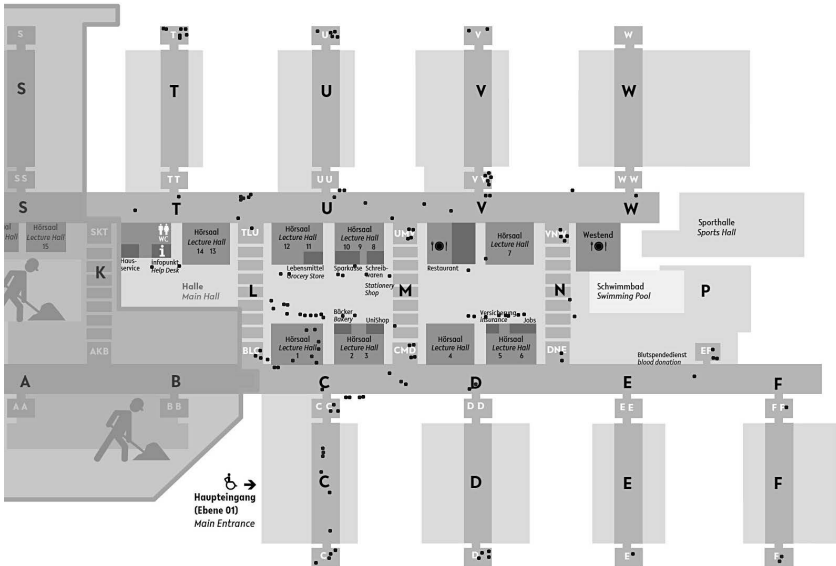 S
T
U
V
W
S
T
U
V
W
SS
TT
UU
V
WW
S
T
U
V
W
Hall
Hörsaal
Lecture Hall
15
SKT
K
WC
Haus-
service
Infopunkt
Help Desk
Hörsaal
Lecture Hall
14 13
TLU
Hörsaal
Lecture Hall
12 11
Lebensmittel
Grocery Store
Hörsaal
Lecture Hall
10 9 8
Sparkasse
Schreib-
waren
Stationery
Shop
UMV
Restaurant
Hörsaal
Lecture Hall
7
VN
Westend
Sporthalle
Sports Hall
Halle
Main Hall
L
M
N
Schwimmbad
Swimming Pool
P
Bäcker
Bakery
UniShop
Versicherung
Insurance
Jobs
AKB
BLC
Hörsaal
Lecture Hall
1
Hörsaal
Lecture Hall
2 3
CMD
Hörsaal
Lecture Hall
4
Hörsaal
Lecture Hall
5 6
DNE
Blutspendedienst
blood donation
A
B
C
D
E
F
AA
BB
CC
DD
EE
FF
Haupteingang
(Ebene 01)
Main Entrance
C
D
E
F
C
D
E
F